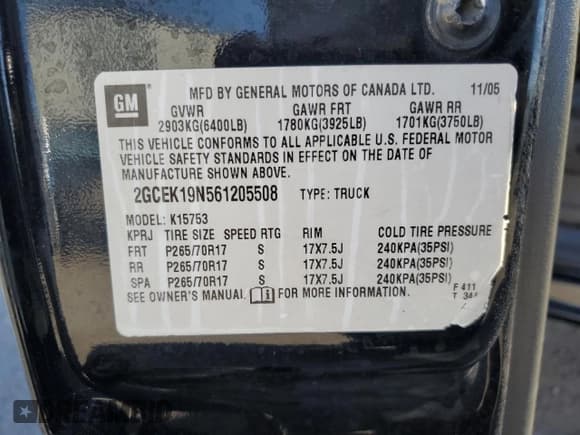 GM
MFD BY GENERAL MOTORS OF CANADA LTD. 11/05
GVWR GAWR FRT GAWR RR
2903KG(6400LB) 1780KG(3925LB) 1701KG(3750LB)
THIS VEHICLE CONFORMS TO ALL APPLICABLE U.S. FEDERAL MOTOR
VEHICLE SAFETY STANDARDS IN EFFECT ON THE DATE OF
MANUFACTURE SHOWN ABOVE.
2GCEK19N561205508 TYPE: TRUCK
MODEL: K15753
KPRJ TIRE SIZE SPEED RTG RIM COLD TIRE PRESSURE
FRT P265/70R17 S 17X7.5J 240KPA(35PSI)
RR P265/70R17 S 17X7.5J 240KPA(35PSI)
SPA P265/70R17 S 17X7.5J 240KPA(35PSI)
SEE OWNER'S MANUAL FOR MORE INFORMATION. F 411
T 344
DREAMBID